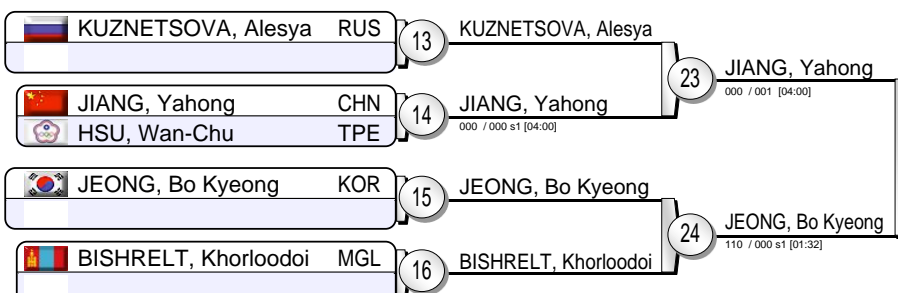 KUZNETSOVA, Alesya RUS
13
KUZNETSOVA, Alesya
JIANG, Yahong CHN
HSU, Wan-Chu TPE
14
JIANG, Yahong
000 / 000 s1 [04:00]
23
JIANG, Yahong
000 / 001 [04:00]
JEONG, Bo Kyeong KOR
15
JEONG, Bo Kyeong
BISHRELT, Khorloodoi MGL
16
BISHRELT, Khorloodoi
24
JEONG, Bo Kyeong
110 / 000 s1 [01:32]